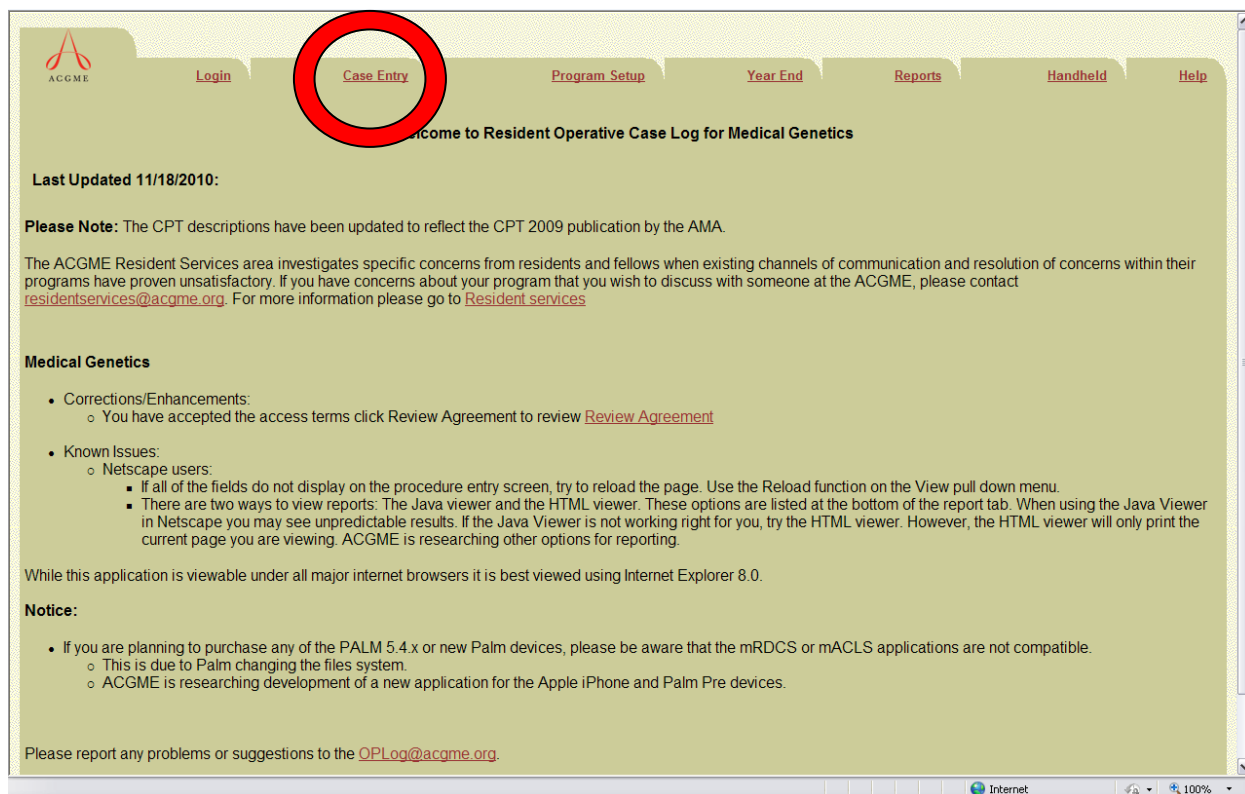 ACGME
Login Case Entry Program Setup Year End Reports Handheld Help
lcome to Resident Operative Case Log for Medical Genetics
Last Updated 11/18/2010:
Please Note: The CPT descriptions have been updated to reflect the CPT 2009 publication by the AMA.
The ACGME Resident Services area investigates specific concerns from residents and fellows when existing channels of communication and resolution of concerns within their
programs have proven unsatisfactory. If you have concerns about your program that you wish to discuss with someone at the ACGME, please contact
residentservices@acgme.org. For more information please go to Resident services
Medical Genetics
• Corrections/Enhancements:
○ You have accepted the access terms click Review Agreement to review Review Agreement
• Known Issues:
○ Netscape users:
▪ If all of the fields do not display on the procedure entry screen, try to reload the page. Use the Reload function on the View pull down menu.
▪ There are two ways to view reports: The Java viewer and the HTML viewer. These options are listed at the bottom of the report tab. When using the Java Viewer
in Netscape you may see unpredictable results. If the Java Viewer is not working right for you, try the HTML viewer. However, the HTML viewer will only print the
current page you are viewing. ACGME is researching other options for reporting.
While this application is viewable under all major internet browsers it is best viewed using Internet Explorer 8.0.
Notice:
• If you are planning to purchase any of the PALM 5.4.x or new Palm devices, please be aware that the mRDCS or mACLS applications are not compatible.
○ This is due to Palm changing the files system.
○ ACGME is researching development of a new application for the Apple iPhone and Palm Pre devices.
Please report any problems or suggestions to the OPLog@acgme.org.
Internet 100%